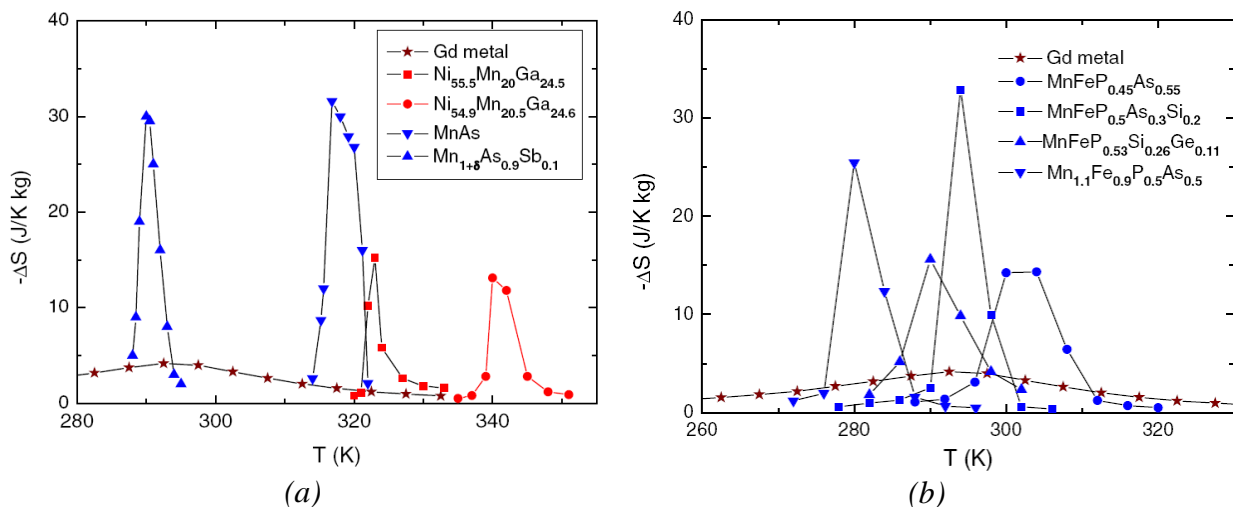 40
30
20
10
0
280
300
320
340
-ΔS (J/K kg)
T (K)
Gd metal
Ni55.5Mn20Ga24.5
Ni54.9Mn20.5Ga24.6
MnAs
Mn1+δAs0.9Sb0.1
(a)
40
30
20
10
0
260
280
300
320
-ΔS (J/K kg)
T (K)
Gd metal
MnFeP0.45As0.55
MnFeP0.5As0.3Si0.2
MnFeP0.53Si0.26Ge0.11
Mn1.1Fe0.9P0.5As0.5
(b)